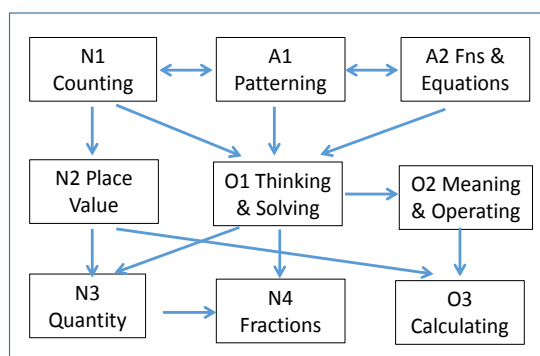 N1
Counting
A1
Patterning
A2 Fns &
Equations
N2 Place
Value
O1 Thinking
& Solving
O2 Meaning
& Operating
N3
Quantity
N4
Fractions
O3
Calculating